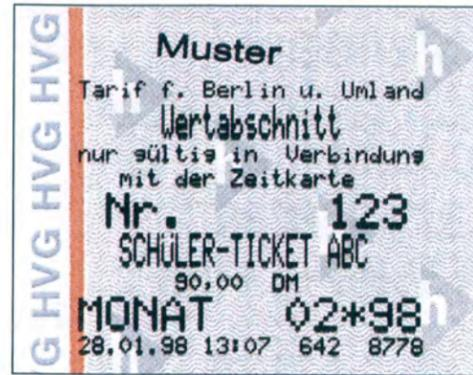 HVG HVG HVG G
Muster
Tarif f. Berlin u. Umland
Wertabschnitt
nur gültig in Verbindung
mit der Zeitkarte
Nr. 123
SCHÜLER-TICKET ABC
90,00 DM
MONAT 02*98
28.01.98 13:07 642 8778